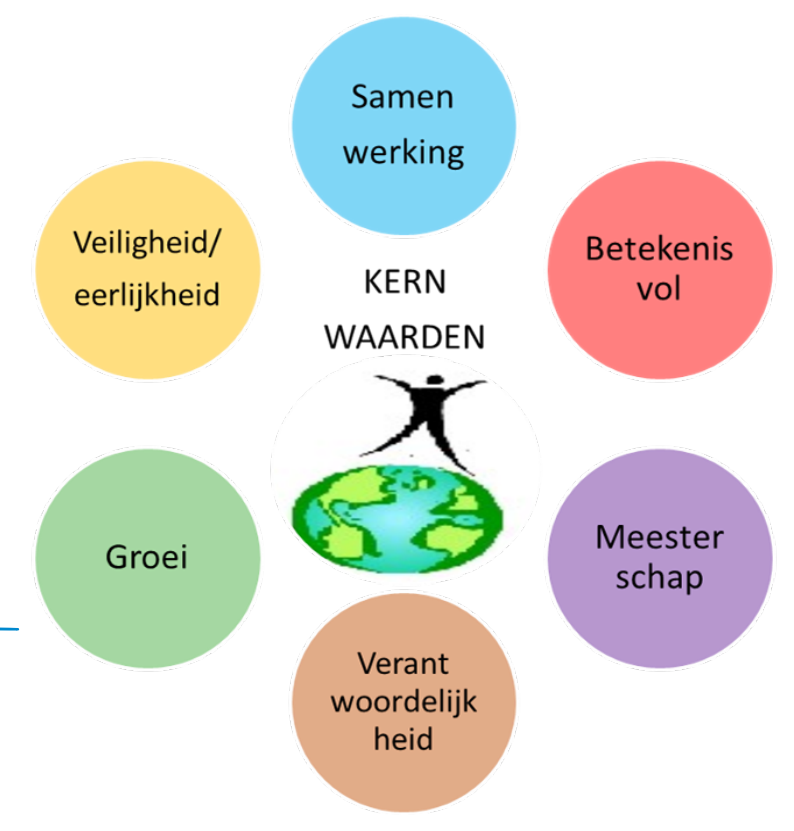 Samen
werking
Veiligheid/
eerlijkheid
Betekenis
vol
KERN
WAARDEN
Groei
Meester
schap
Verant
woordelijk
heid